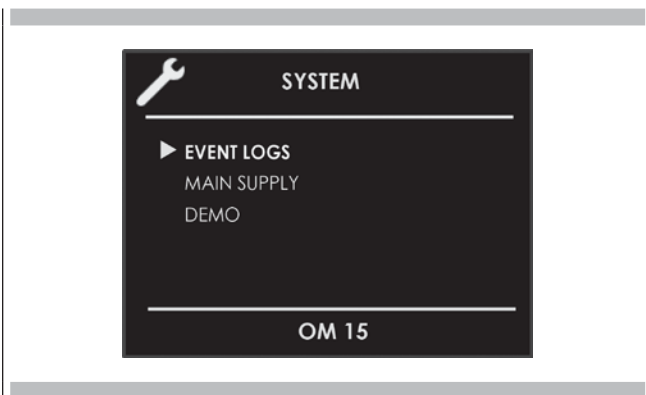 SYSTEM
EVENT LOGS
MAIN SUPPLY
DEMO
OM 15